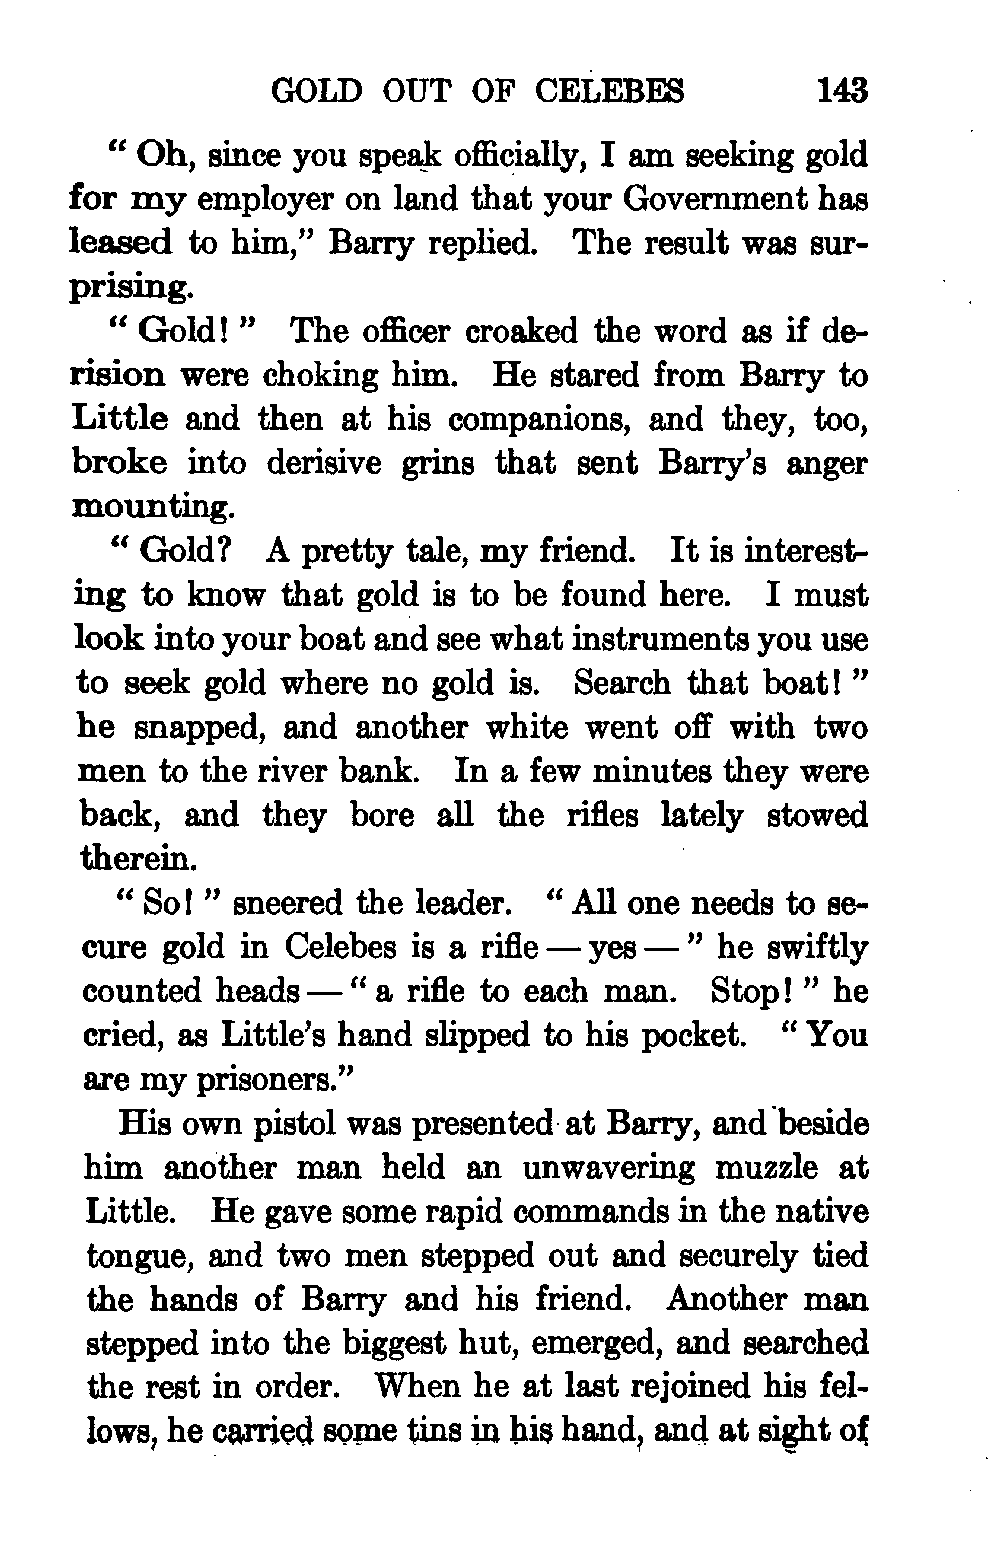 GOLD OUT OF CELEBES 143
“ Oh, since you speak officially, I am seeking gold
for my employer on land that your Government has
leased to him,” Barry replied. The result was sur-
prising.
“ Gold! ” The officer croaked the word as if de-
rision were choking him. He stared from Barry to
Little and then at his companions, and they, too,
broke into derisive grins that sent Barry’s anger
mounting.
“ Gold? A pretty tale, my friend. It is interest-
ing to know that gold is to be found here. I must
look into your boat and see what instruments you use
to seek gold where no gold is. Search that boat! ”
he snapped, and another white went off with two
men to the river bank. In a few minutes they were
back, and they bore all the rifles lately stowed
therein.
“ So! ” sneered the leader. “ All one needs to se-
cure gold in Celebes is a rifle — yes — ” he swiftly
counted heads — “ a rifle to each man. Stop! ” he
cried, as Little’s hand slipped to his pocket. “ You
are my prisoners.”
His own pistol was presented at Barry, and beside
him another man held an unwavering muzzle at
Little. He gave some rapid commands in the native
tongue, and two men stepped out and securely tied
the hands of Barry and his friend. Another man
stepped into the biggest hut, emerged, and searched
the rest in order. When he at last rejoined his fel-
lows, he carried some tins in his hand, and at sight of